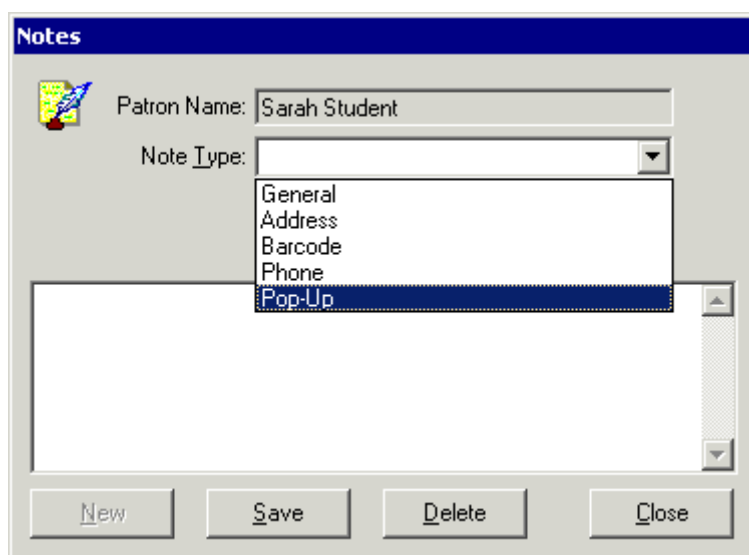 Notes
Patron Name: Sarah Student
Note Type:
General
Address
Barcode
Phone
Pop-Up
New Save Delete Close